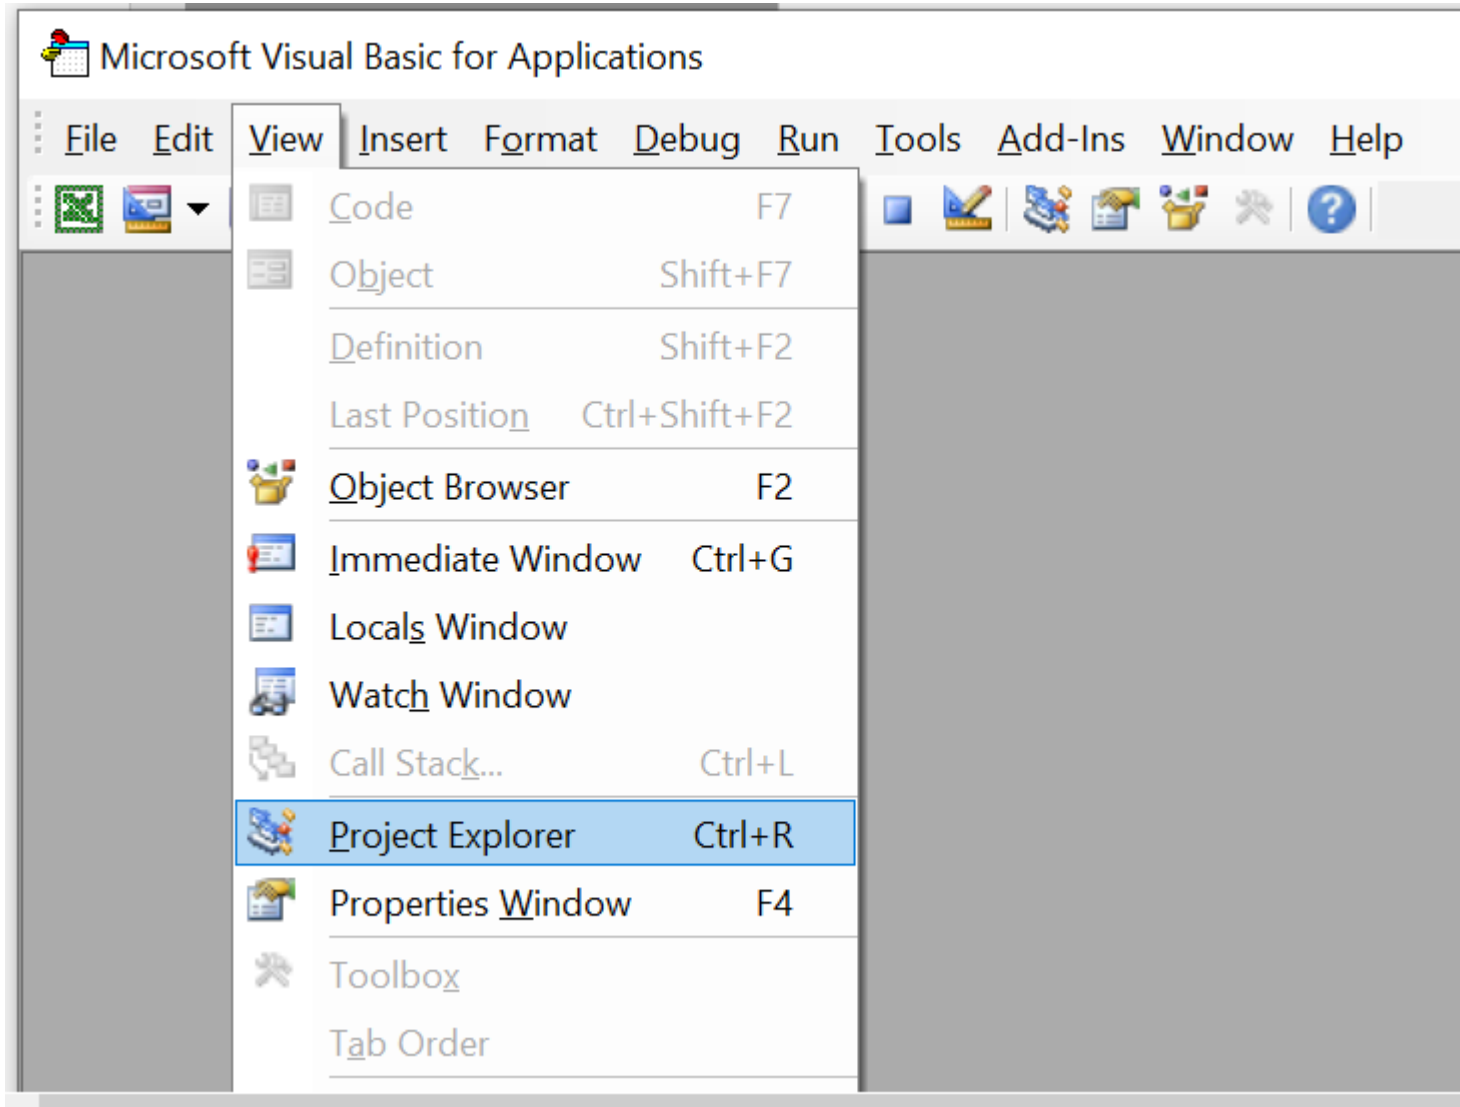 Microsoft Visual Basic for Applications
File Edit View Insert Format Debug Run Tools Add-Ins Window Help
Code F7
Object Shift+F7
Definition Shift+F2
Last Position Ctrl+Shift+F2
Object Browser F2
Immediate Window Ctrl+G
Locals Window
Watch Window
Call Stack... Ctrl+L
Project Explorer Ctrl+R
Properties Window F4
Toolbox
Tab Order